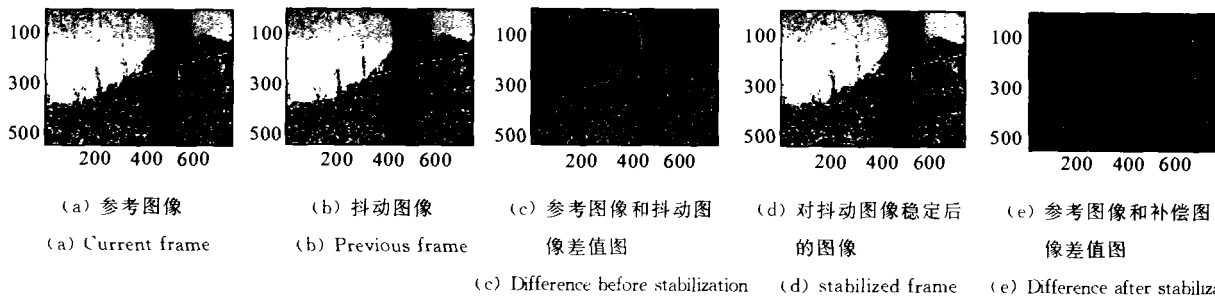 100
300
500
200 400 600
100
300
500
200 400 600
100
300
500
200 400 600
100
300
500
200 400 600
100
300
500
200 400 600
(a) 参考图像
(a) Current frame
(b) 抖动图像
(b) Previous frame
(c) 参考图像和抖动图
像差值图
(c) Difference before stabilization
(d) 对抖动图像稳定后
的图像
(d) stabilized frame
(e) 参考图像和补偿图
像差值图
(e) Difference after stabiliza